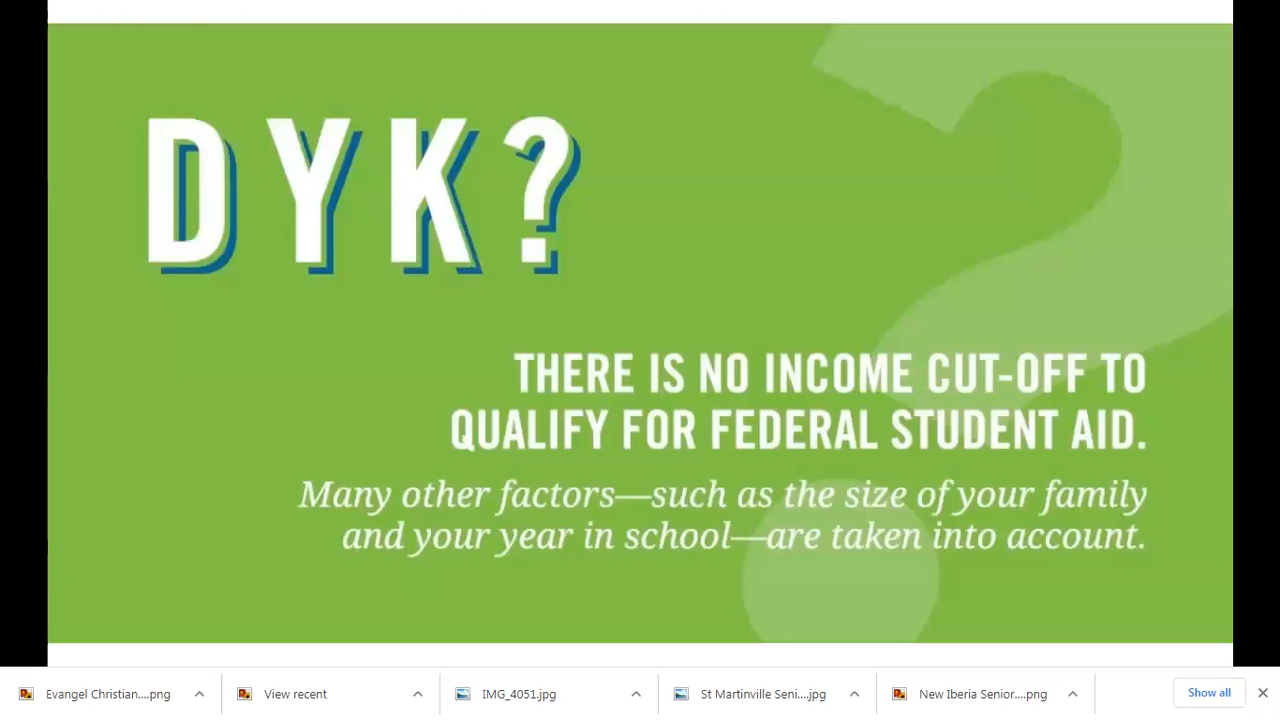 DYK?
THERE IS NO INCOME CUT-OFF TO
QUALIFY FOR FEDERAL STUDENT AID.
Many other factors—such as the size of your family
and your year in school—are taken into account.
Evangel Christian....png
View recent
IMG_4051.jpg
St Martinville Seni....jpg
New Iberia Senior....png
Show all